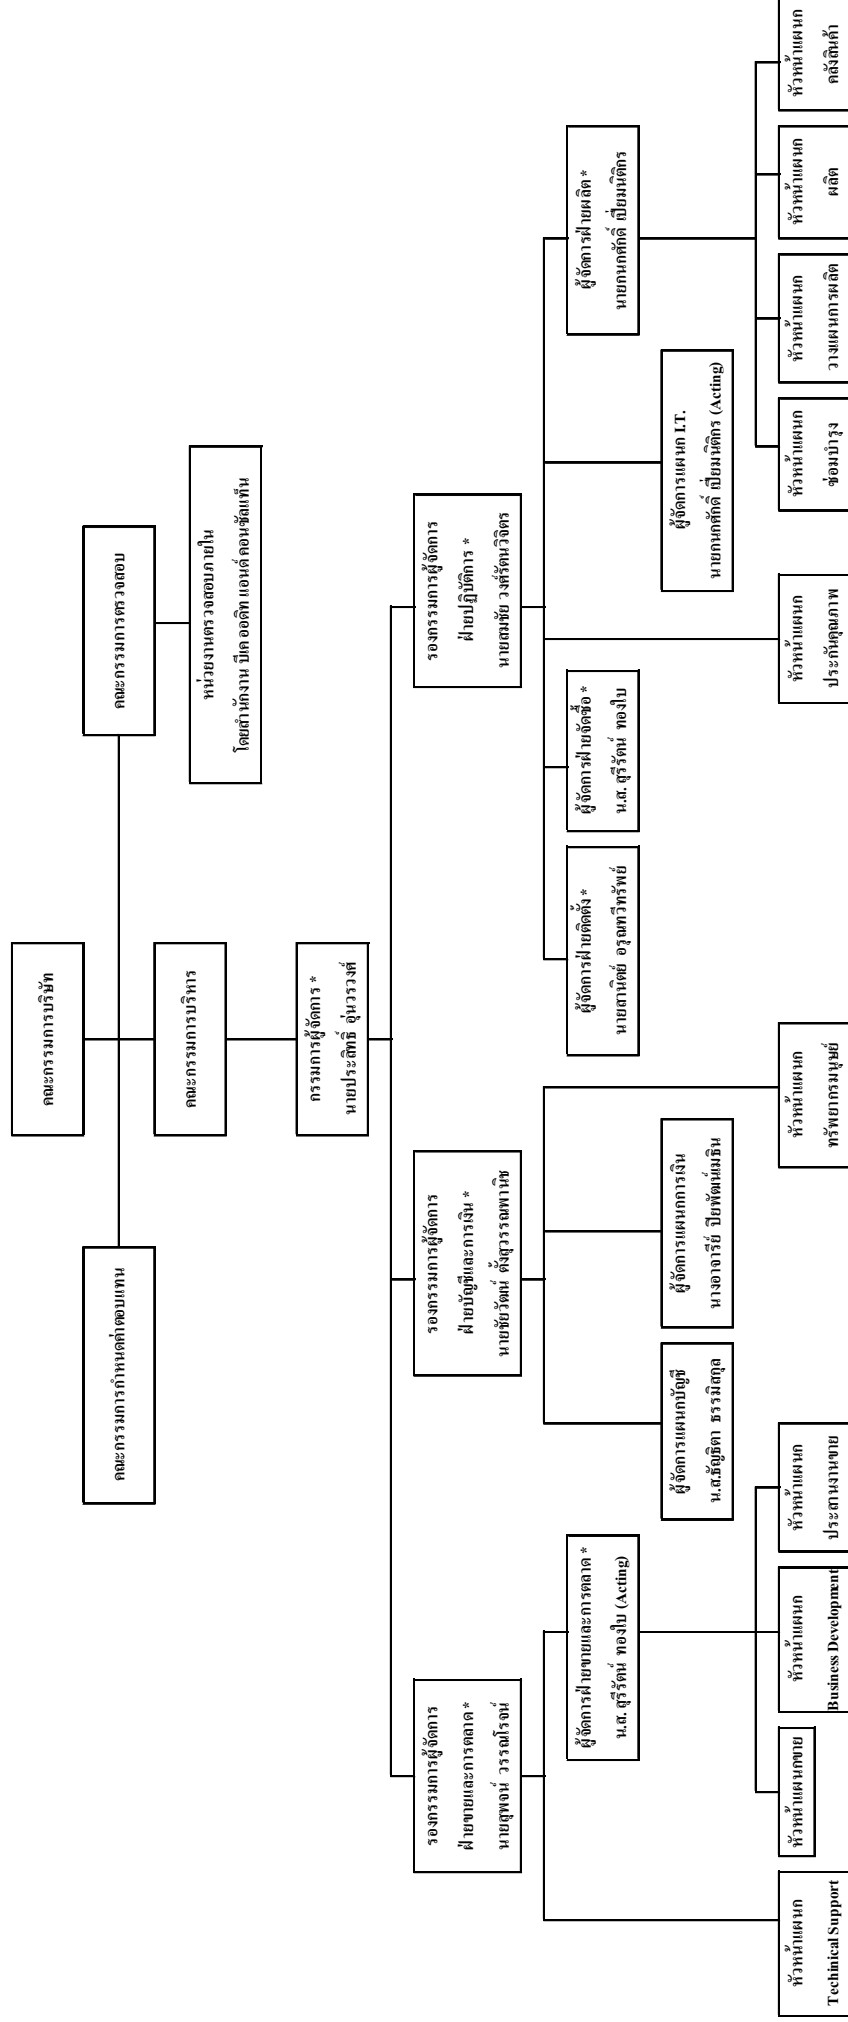 คณะกรรมการบริษัท
คณะกรรมการกำหนดค่าตอบแทน
คณะกรรมการตรวจสอบ
คณะกรรมการบริหาร
หน่วยงานตรวจสอบภายใน
โดยสำนักงาน บีเค ออดิท แอนด์ คอนซัลแท็น
กรรมการผู้จัดการ *
นายประสิทธิ์ อุ่นวรวงศ์
รองกรรมการผู้จัดการ
ฝ่ายขายและการตลาด *
นายสุพจน์ วรรณโรจน์
รองกรรมการผู้จัดการ
ฝ่ายบัญชีและการเงิน *
นายชัยวัฒน์ ตั้งสุวรรณพานิช
รองกรรมการผู้จัดการ
ฝ่ายปฏิบัติการ *
นายสมชัย วงศ์รัตนวิจิตร
ผู้จัดการฝ่ายขายและการตลาด *
น.ส. สุรีรัตน์ ทองใบ (Acting)
ผู้จัดการฝ่ายติดตั้ง *
นายสานิตย์ อรุณทวีทรัพย์
ผู้จัดการฝ่ายจัดซื้อ *
น.ส. สุรีรัตน์ ทองใบ
ผู้จัดการฝ่ายผลิต *
นายกนกศักดิ์ เปี่ยมนิติกร
ผู้จัดการแผนกบัญชี
น.ส.ธัญธิตา ธรรมิสกุล
ผู้จัดการแผนกการเงิน
นางอาจารีย์ ปิยพัฒน์เมธิน
ผู้จัดการแผนก I.T.
นายกนกศักดิ์ เปี่ยมนิติกร (Acting)
หัวหน้าแผนก
Techinical Support
หัวหน้าแผนกขาย
หัวหน้าแผนก
Business Development
หัวหน้าแผนก
ประสานงานขาย
หัวหน้าแผนก
ทรัพยากรมนุษย์
หัวหน้าแผนก
ประกันคุณภาพ
หัวหน้าแผนก
ซ่อมบำรุง
หัวหน้าแผนก
วางแผนการผลิต
หัวหน้าแผนก
ผลิต
หัวหน้าแผนก
คลังสินค้า